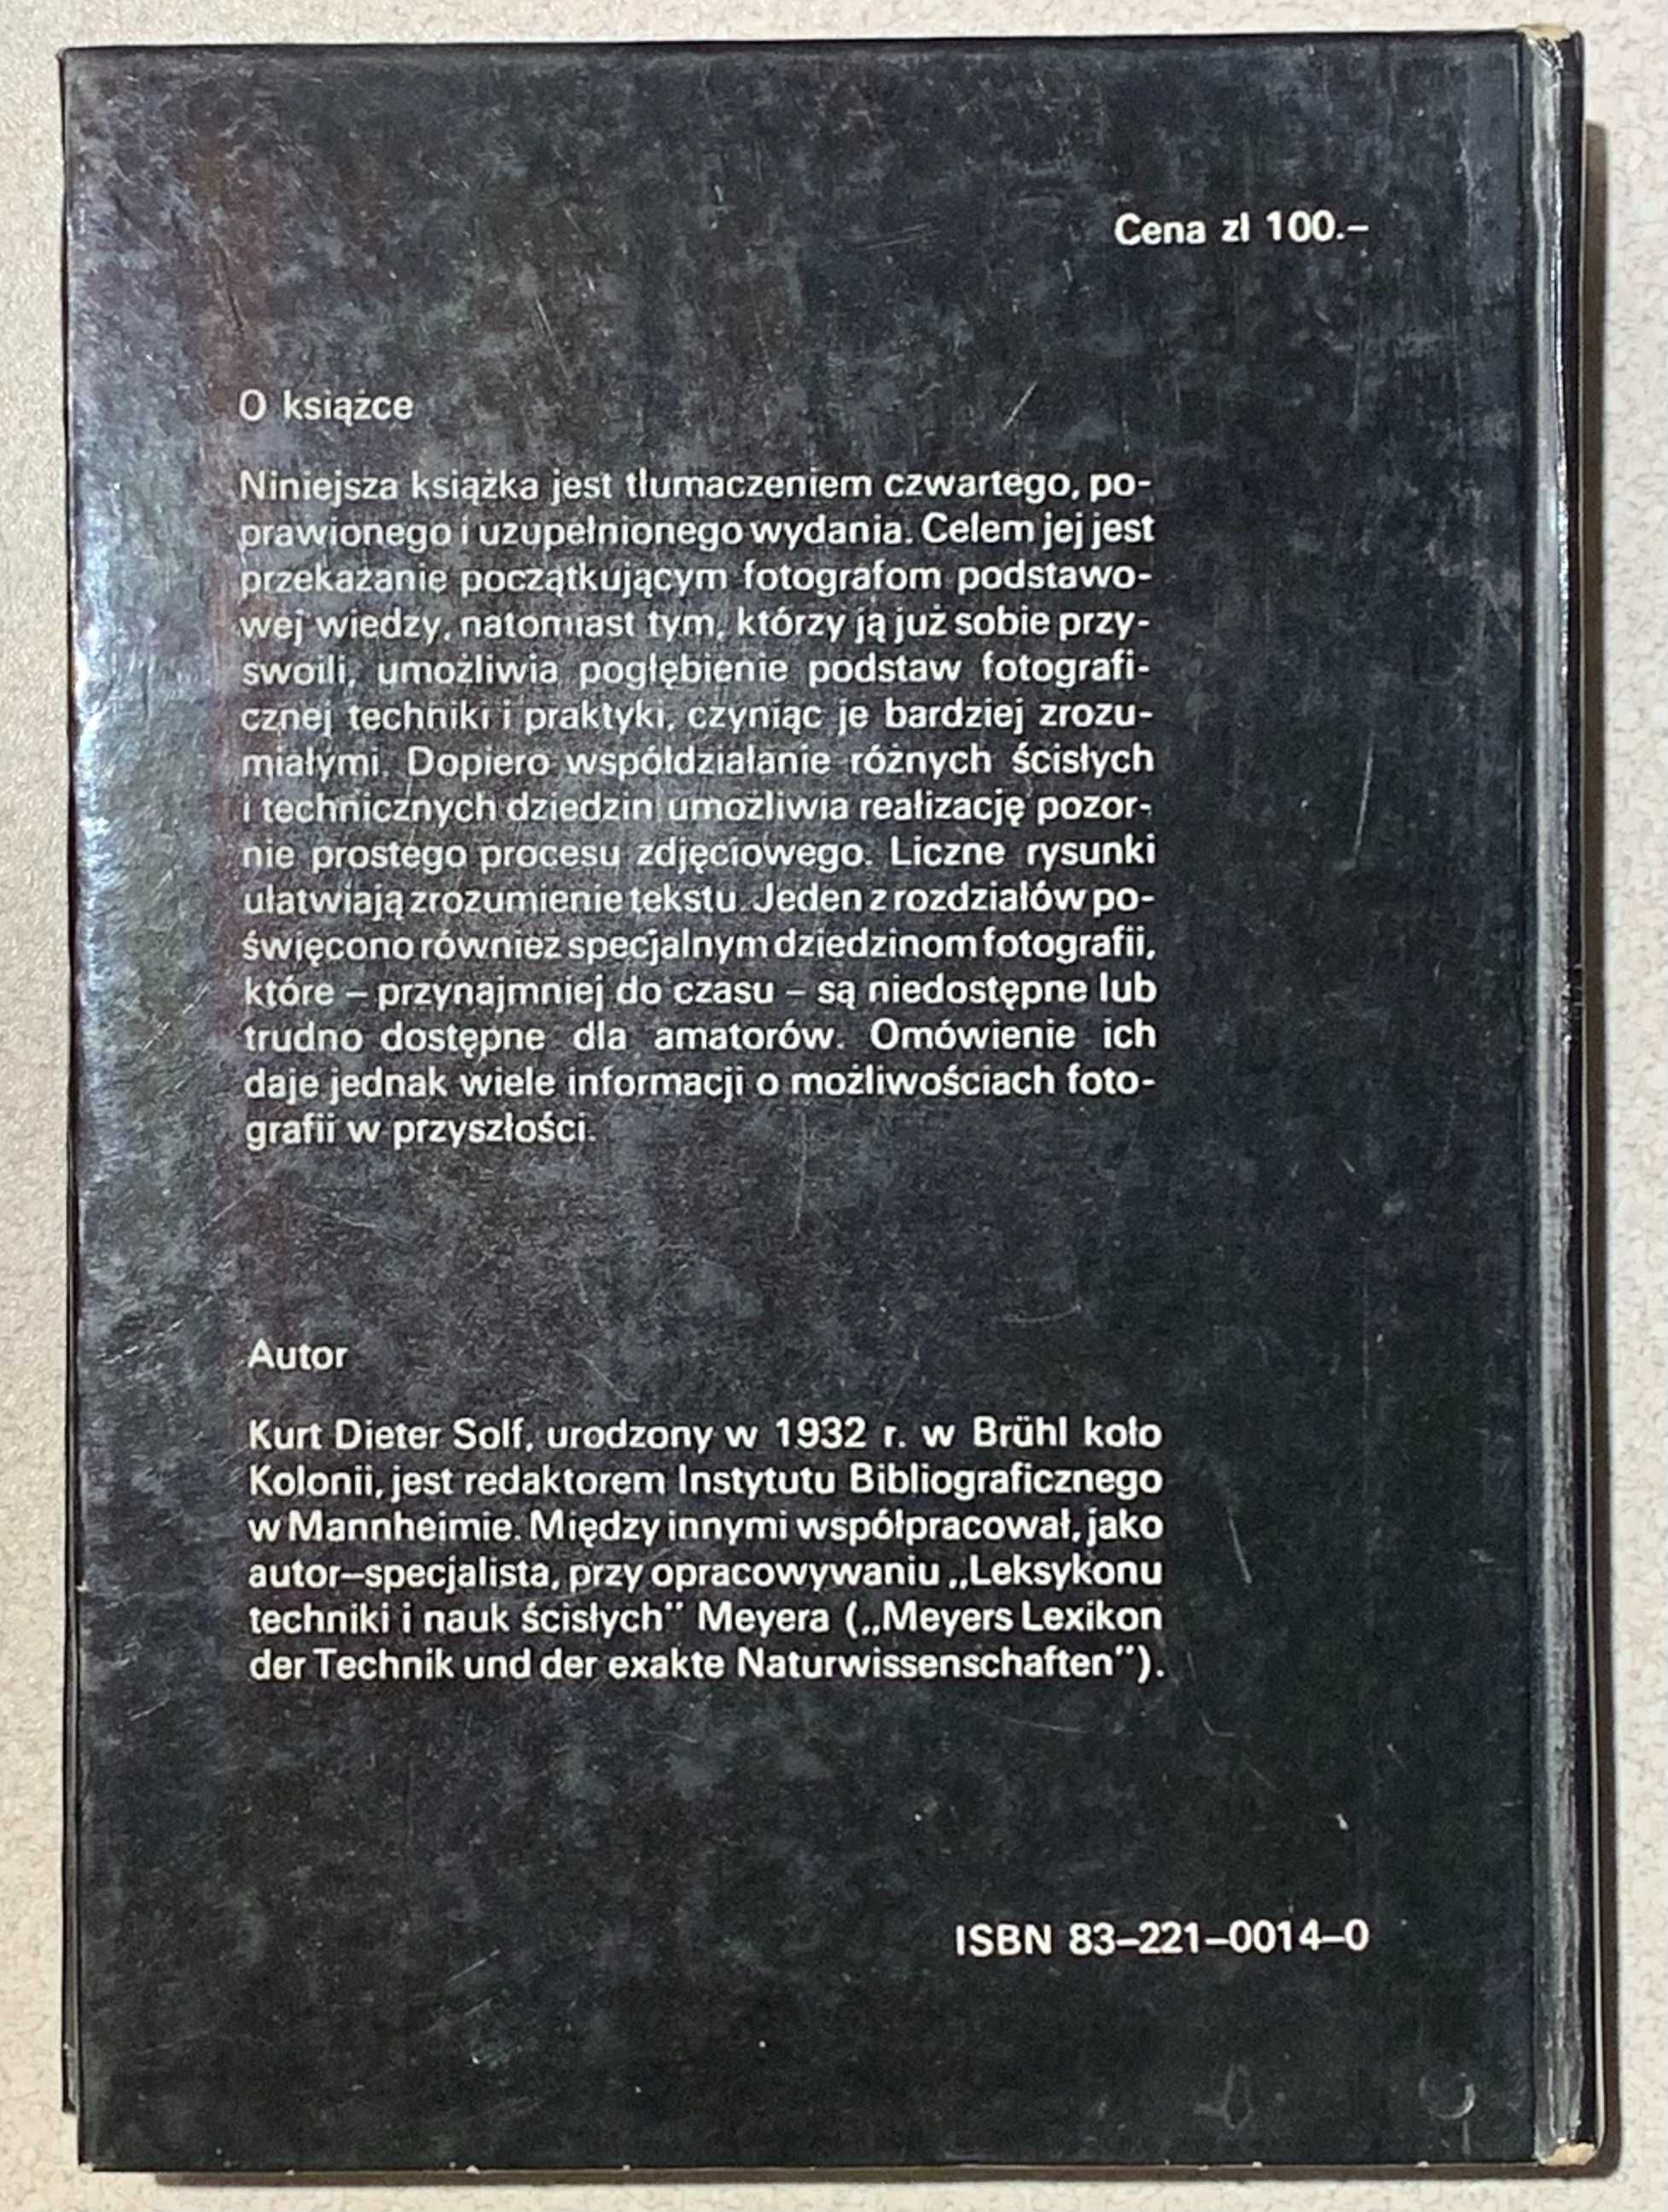 Cena zł 100.–
O książce
Niniejsza książka jest tłumaczeniem czwartego, po-
prawionego i uzupełnionego wydania. Celem jej jest
przekazanie początkującym fotografom podstawo-
wej wiedzy, natomiast tym, którzy ją już sobie przy-
swoili, umożliwia pogłębienie podstaw fotografi-
cznej techniki i praktyki, czyniąc je bardziej zrozu-
miałymi. Dopiero współdziałanie różnych ścisłych
i technicznych dziedzin umożliwia realizację pozor-
nie prostego procesu zdjęciowego. Liczne rysunki
ułatwiają zrozumienie tekstu. Jeden z rozdziałów po-
święcono również specjalnym dziedzinom fotografii,
które – przynajmniej do czasu – są niedostępne lub
trudno dostępne dla amatorów. Omówienie ich
daje jednak wiele informacji o możliwościach foto-
grafii w przyszłości.
Autor
Kurt Dieter Solf, urodzony w 1932 r. w Brühl koło
Kolonii, jest redaktorem Instytutu Bibliograficznego
w Mannheimie. Między innymi współpracował, jako
autor–specjalista, przy opracowywaniu „Leksykonu
techniki i nauk ścisłych" Meyera („Meyers Lexikon
der Technik und der exakte Naturwissenschaften").
ISBN 83–221–0014–0